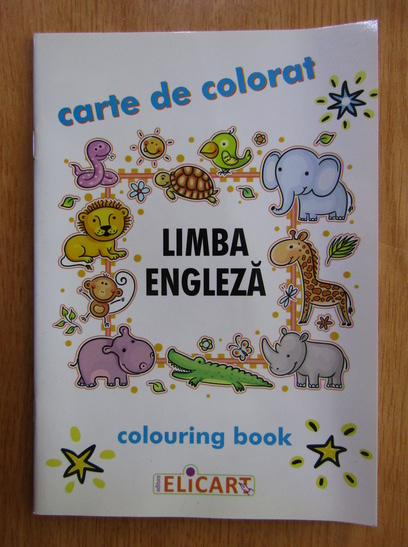 carte de colorat
LIMBA
ENGLEZĂ
colouring book
editura
ELICART